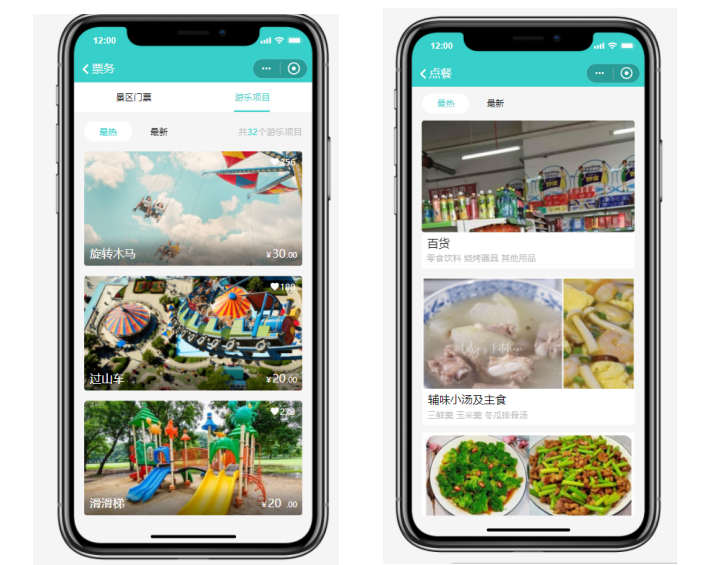 12:00
票务
景区门票 游乐项目
最热 最新 共32个游乐项目
旋转木马 ¥30.00
过山车 ¥20.00
滑滑梯 ¥20 .00
12:00
点餐
最热 最新
百货
零食饮料 烧烤器具 其他用品
Lily's kitchen
辅味小汤及主食
三鲜羹 玉米羹 冬瓜排骨汤